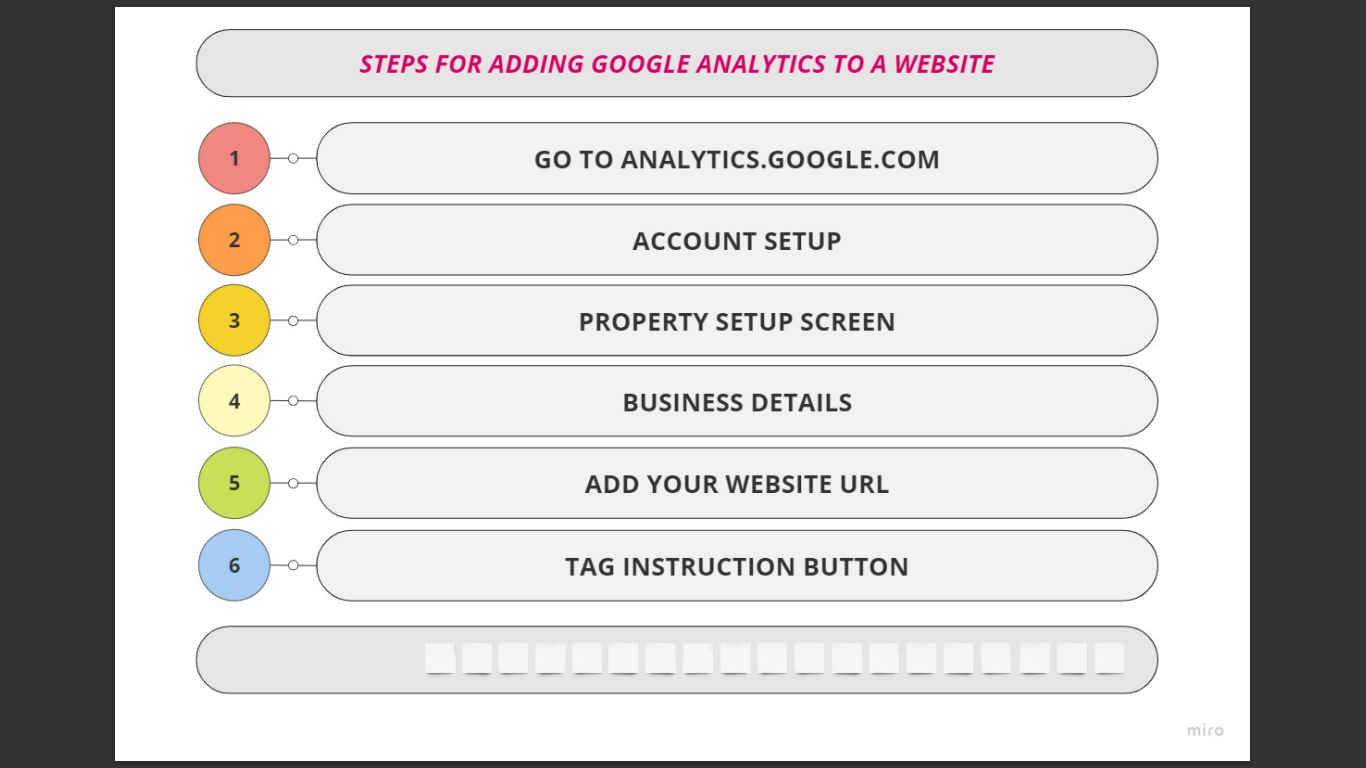 STEPS FOR ADDING GOOGLE ANALYTICS TO A WEBSITE
1
GO TO ANALYTICS.GOOGLE.COM
2
ACCOUNT SETUP
3
PROPERTY SETUP SCREEN
4
BUSINESS DETAILS
5
ADD YOUR WEBSITE URL
6
TAG INSTRUCTION BUTTON
miro